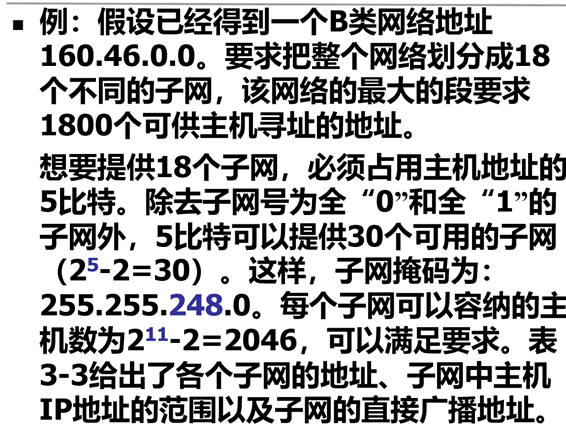 ▪ 例：假设已经得到一个B类网络地址
160.46.0.0。要求把整个网络划分成18
个不同的子网，该网络的最大的段要求
1800个可供主机寻址的地址。
想要提供18个子网，必须占用主机地址的
5比特。除去子网号为全“0”和全“1”的
子网外，5比特可以提供30个可用的子网
（2⁵-2=30）。这样，子网掩码为：
255.255.248.0。每个子网可以容纳的主
机数为2¹¹-2=2046，可以满足要求。表
3-3给出了各个子网的地址、子网中主机
IP地址的范围以及子网的直接广播地址。